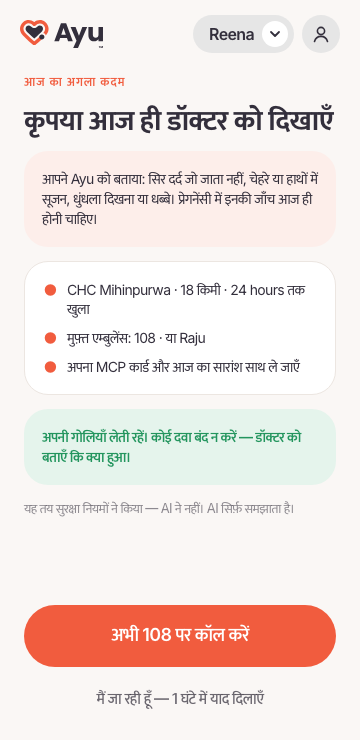 Ayu™
Reena
आज का अगला कदम
कृपया आज ही डॉक्टर को दिखाएँ
आपने Ayu को बताया: सिर दर्द जो जाता नहीं, चेहरे या हाथों में
सूजन, धुंधला दिखना या धब्बे। प्रेगनेंसी में इनकी जाँच आज ही
होनी चाहिए।
CHC Mihinpurwa · 18 किमी · 24 hours तक
खुला
मुफ़्त एम्बुलेंस: 108 · या Raju
अपना MCP कार्ड और आज का सारांश साथ ले जाएँ
अपनी गोलियाँ लेती रहें। कोई दवा बंद न करें — डॉक्टर को
बताएँ कि क्या हुआ।
यह तय सुरक्षा नियमों ने किया — AI ने नहीं। AI सिर्फ़ समझाता है।
अभी 108 पर कॉल करें
मैं जा रही हूँ — 1 घंटे में याद दिलाएँ